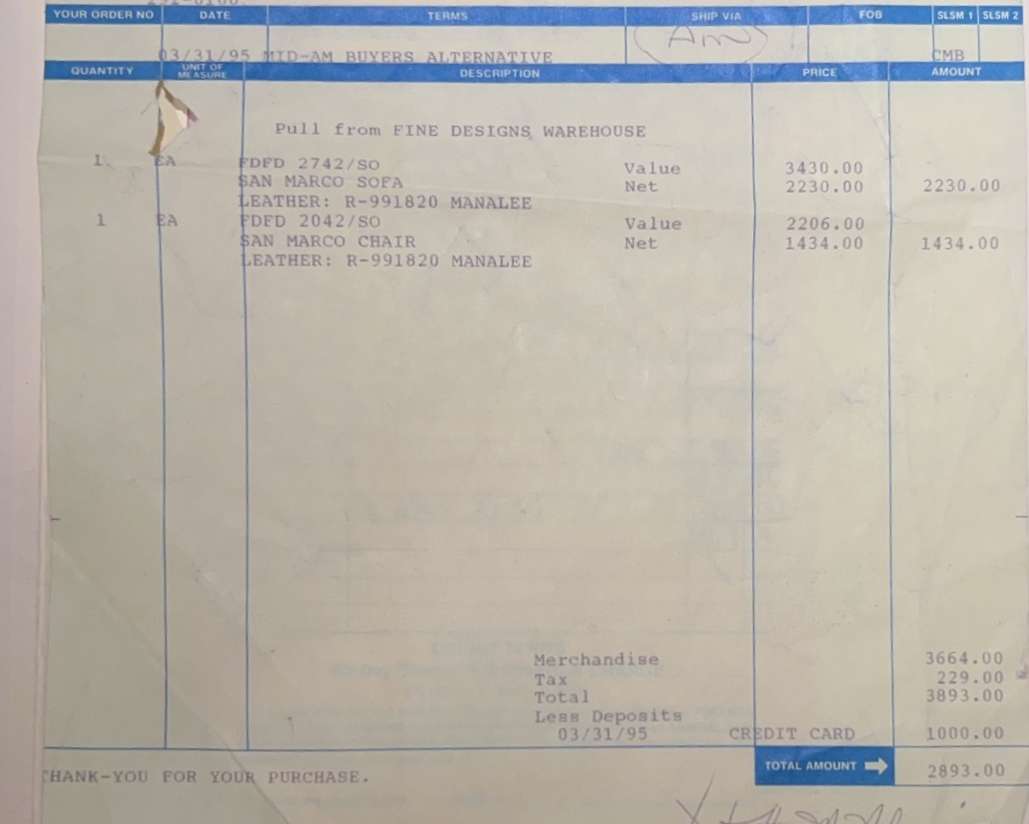 YOUR ORDER NO DATE TERMS SHIP VIA FOB SLSM 1 SLSM 2
Ann
03/31/95 MID-AM BUYERS ALTERNATIVE CMB
QUANTITY UNIT OF MEASURE DESCRIPTION PRICE AMOUNT
Pull from FINE DESIGNS WAREHOUSE
1 EA FDFD 2742/SO Value 3430.00
SAN MARCO SOFA Net 2230.00 2230.00
LEATHER: R-991820 MANALEE
1 EA FDFD 2042/SO Value 2206.00
SAN MARCO CHAIR Net 1434.00 1434.00
LEATHER: R-991820 MANALEE
Merchandise 3664.00
Tax 229.00
Total 3893.00
Less Deposits
03/31/95 CREDIT CARD 1000.00
TOTAL AMOUNT 2893.00
THANK-YOU FOR YOUR PURCHASE.